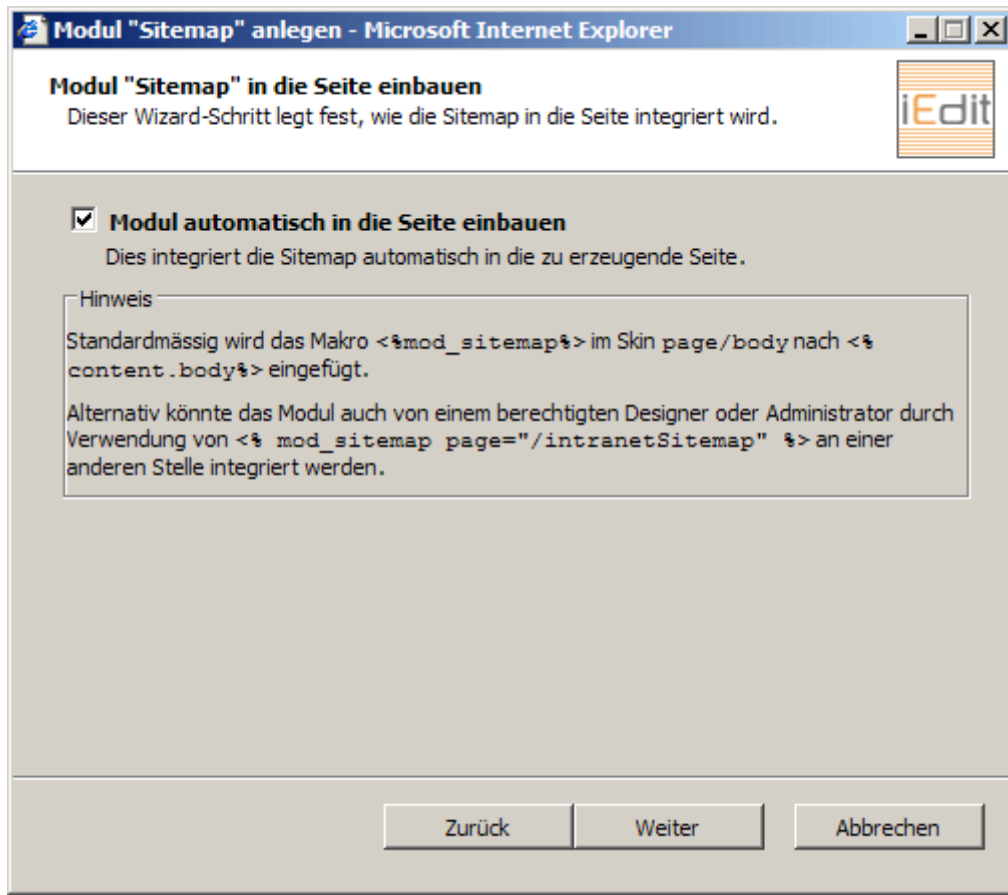 Modul "Sitemap" anlegen - Microsoft Internet Explorer
Modul "Sitemap" in die Seite einbauen
Dieser Wizard-Schritt legt fest, wie die Sitemap in die Seite integriert wird.
iEdit
Modul automatisch in die Seite einbauen
Dies integriert die Sitemap automatisch in die zu erzeugende Seite.
Hinweis
Standardmässig wird das Makro <%mod_sitemap%> im Skin page/body nach <%
content.body%> eingefügt.
Alternativ könnte das Modul auch von einem berechtigten Designer oder Administrator durch
Verwendung von <% mod_sitemap page="/intranetSitemap" %> an einer
anderen Stelle integriert werden.
Zurück
Weiter
Abbrechen